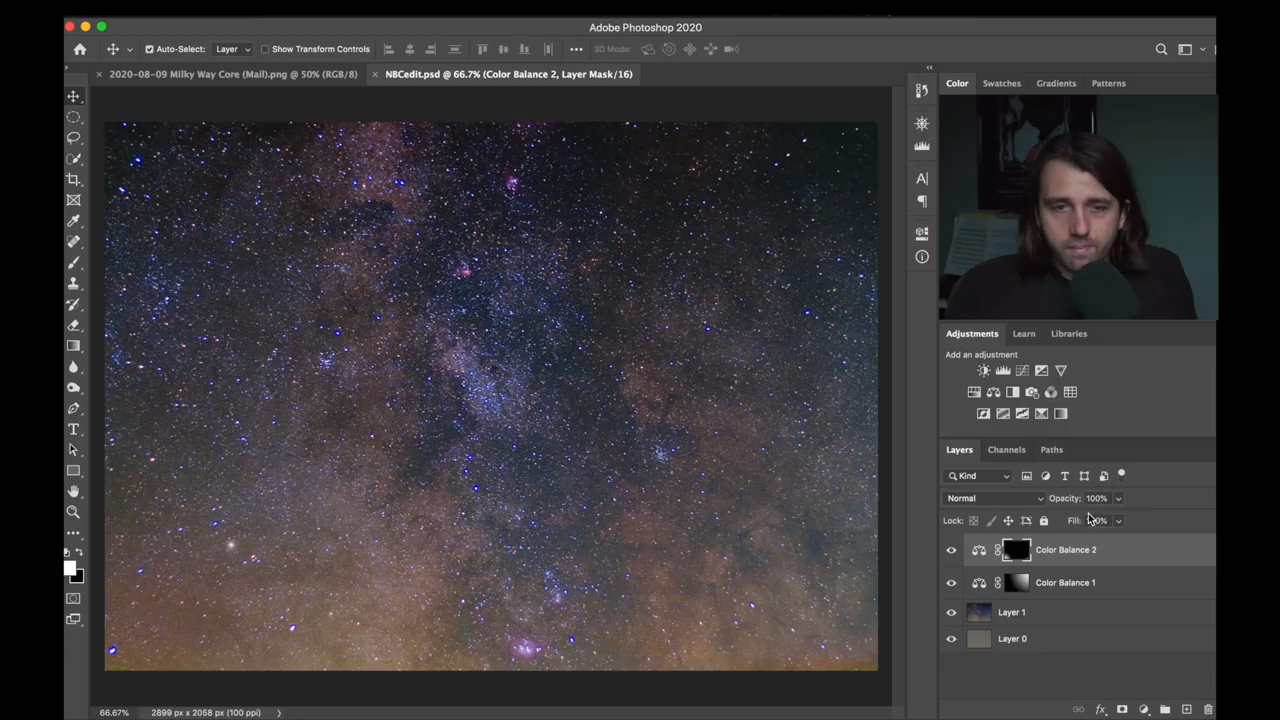 Adobe Photoshop 2020
Auto-Select: Layer Show Transform Controls 3D Mode:
2020-08-09 Milky Way Core (Mail).png @ 50% (RGB/8) NBCedit.psd @ 66.7% (Color Balance 2, Layer Mask/16)
Color Swatches Gradients Patterns
Adjustments Learn Libraries
Add an adjustment
Layers Channels Paths
Kind
Normal Opacity: 100%
Lock: Fill:
Color Balance 2
Color Balance 1
Layer 1
Layer 0
66.67% 2899 px x 2058 px (100 ppi)